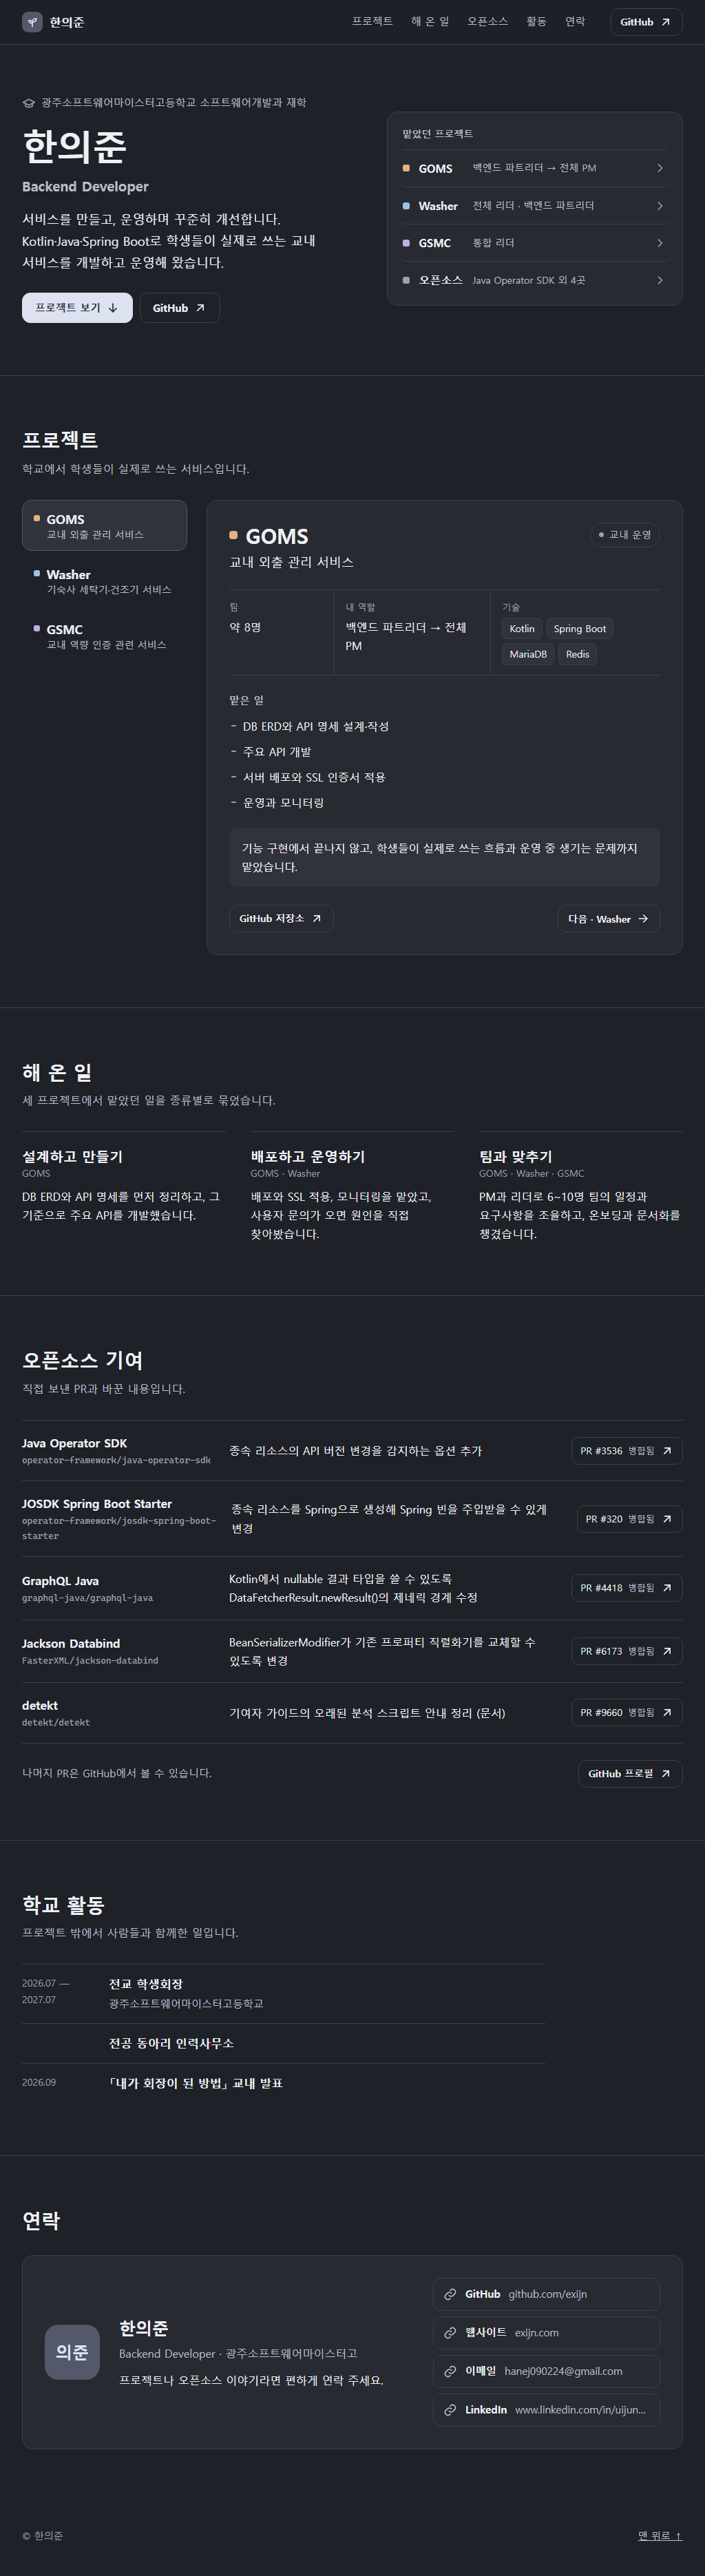 한의준
프로젝트 해 온 일 오픈소스 활동 연락 GitHub ↗
광주소프트웨어마이스터고등학교 소프트웨어개발과 재학
한의준
Backend Developer
서비스를 만들고, 운영하며 꾸준히 개선합니다.
Kotlin·Java·Spring Boot로 학생들이 실제로 쓰는 교내
서비스를 개발하고 운영해 왔습니다.
프로젝트 보기 ↓ GitHub ↗
맡았던 프로젝트
GOMS 백엔드 파트리더 → 전체 PM
Washer 전체 리더 · 백엔드 파트리더
GSMC 통합 리더
오픈소스 Java Operator SDK 외 4곳
프로젝트
학교에서 학생들이 실제로 쓰는 서비스입니다.
GOMS
교내 외출 관리 서비스
Washer
기숙사 세탁기·건조기 서비스
GSMC
교내 역량 인증 관련 서비스
GOMS
교내 운영
교내 외출 관리 서비스
팀
약 8명
내 역할
백엔드 파트리더 → 전체
PM
기술
Kotlin Spring Boot
MariaDB Redis
맡은 일
– DB ERD와 API 명세 설계·작성
– 주요 API 개발
– 서버 배포와 SSL 인증서 적용
– 운영과 모니터링
기능 구현에서 끝나지 않고, 학생들이 실제로 쓰는 흐름과 운영 중 생기는 문제까지
맡았습니다.
GitHub 저장소 ↗ 다음 · Washer →
해 온 일
세 프로젝트에서 맡았던 일을 종류별로 묶었습니다.
설계하고 만들기
GOMS
DB ERD와 API 명세를 먼저 정리하고, 그
기준으로 주요 API를 개발했습니다.
배포하고 운영하기
GOMS · Washer
배포와 SSL 적용, 모니터링을 맡았고,
사용자 문의가 오면 원인을 직접
찾아봤습니다.
팀과 맞추기
GOMS · Washer · GSMC
PM과 리더로 6~10명 팀의 일정과
요구사항을 조율하고, 온보딩과 문서화를
챙겼습니다.
오픈소스 기여
직접 보낸 PR과 바꾼 내용입니다.
Java Operator SDK
operator-framework/java-operator-sdk
종속 리소스의 API 버전 변경을 감지하는 옵션 추가
PR #3536 병합됨 ↗
JOSDK Spring Boot Starter
operator-framework/josdk-spring-boot-
starter
종속 리소스를 Spring으로 생성해 Spring 빈을 주입받을 수 있게
변경
PR #320 병합됨 ↗
GraphQL Java
graphql-java/graphql-java
Kotlin에서 nullable 결과 타입을 쓸 수 있도록
DataFetcherResult.newResult()의 제네릭 경계 수정
PR #4418 병합됨 ↗
Jackson Databind
FasterXML/jackson-databind
BeanSerializerModifier가 기존 프로퍼티 직렬화기를 교체할 수
있도록 변경
PR #6173 병합됨 ↗
detekt
detekt/detekt
기여자 가이드의 오래된 분석 스크립트 안내 정리 (문서)
PR #9660 병합됨 ↗
나머지 PR은 GitHub에서 볼 수 있습니다.
GitHub 프로필 ↗
학교 활동
프로젝트 밖에서 사람들과 함께한 일입니다.
2026.07 —
2027.07
전교 학생회장
광주소프트웨어마이스터고등학교
전공 동아리 인력사무소
2026.09 「내가 회장이 된 방법」 교내 발표
연락
의준
한의준
Backend Developer · 광주소프트웨어마이스터고
프로젝트나 오픈소스 이야기라면 편하게 연락 주세요.
GitHub github.com/exijn
웹사이트 exijn.com
이메일 hanej090224@gmail.com
LinkedIn www.linkedin.com/in/uijun...
© 한의준
맨 위로 ↑